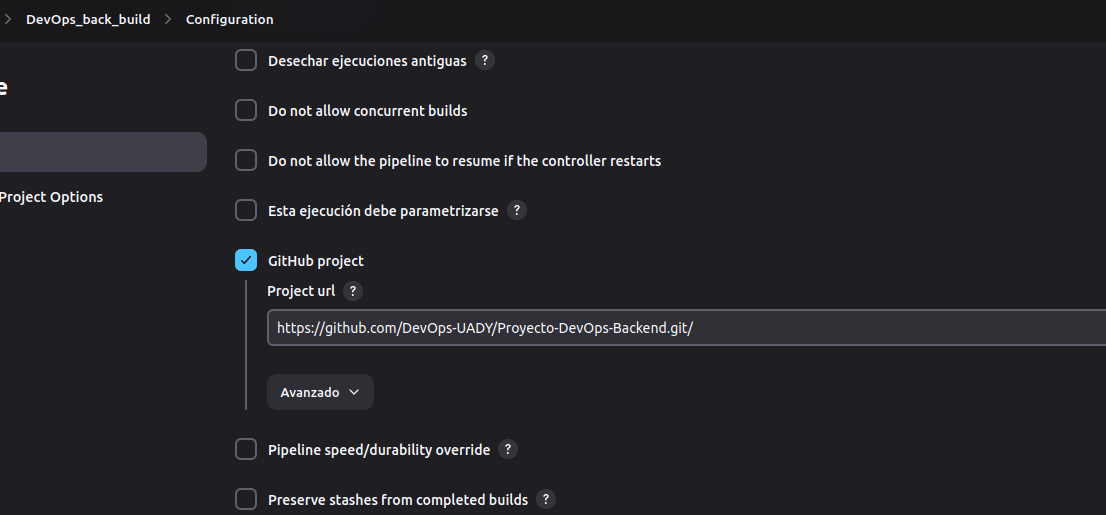 DevOps_back_build > Configuration
Desechar ejecuciones antiguas ?
e
Do not allow concurrent builds
Do not allow the pipeline to resume if the controller restarts
Project Options
Esta ejecución debe parametrizarse ?
GitHub project
Project url ?
https://github.com/DevOps-UADY/Proyecto-DevOps-Backend.git/
Avanzado
Pipeline speed/durability override ?
Preserve stashes from completed builds ?